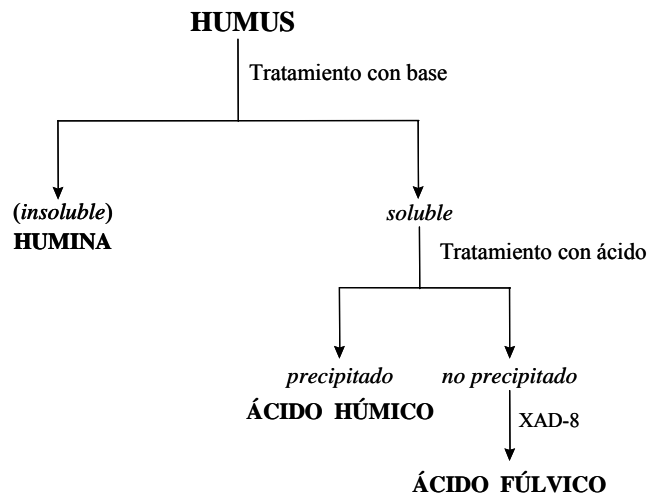 HUMUS
Tratamiento con base
(insoluble)
HUMINA
soluble
Tratamiento con ácido
precipitado
ÁCIDO HÚMICO
no precipitado
XAD-8
ÁCIDO FÚLVICO